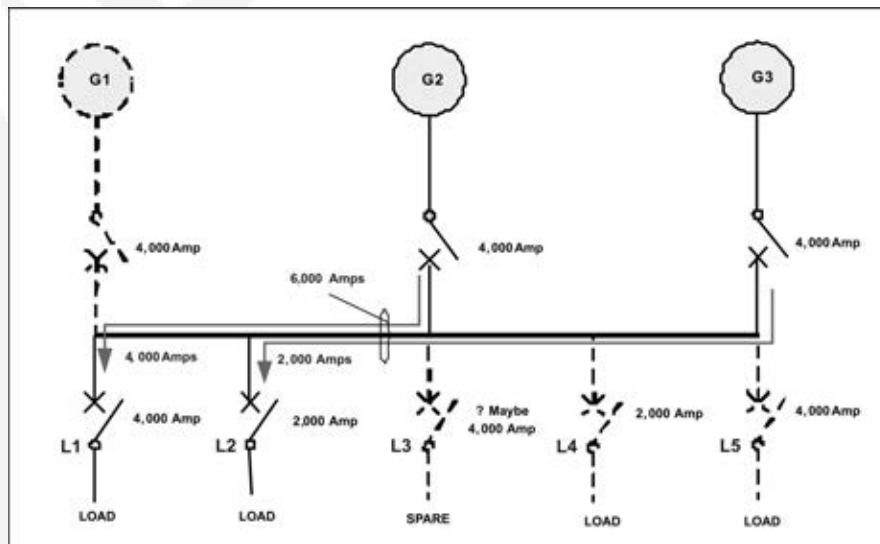 G1
G2
G3
4,000 Amp
4,000 Amp
4,000 Amp
6,000 Amps
4,000 Amps
2,000 Amps
4,000 Amp
2,000 Amp
? Maybe
4,000 Amp
2,000 Amp
4,000 Amp
L1
L2
L3
L4
L5
LOAD
LOAD
SPARE
LOAD
LOAD